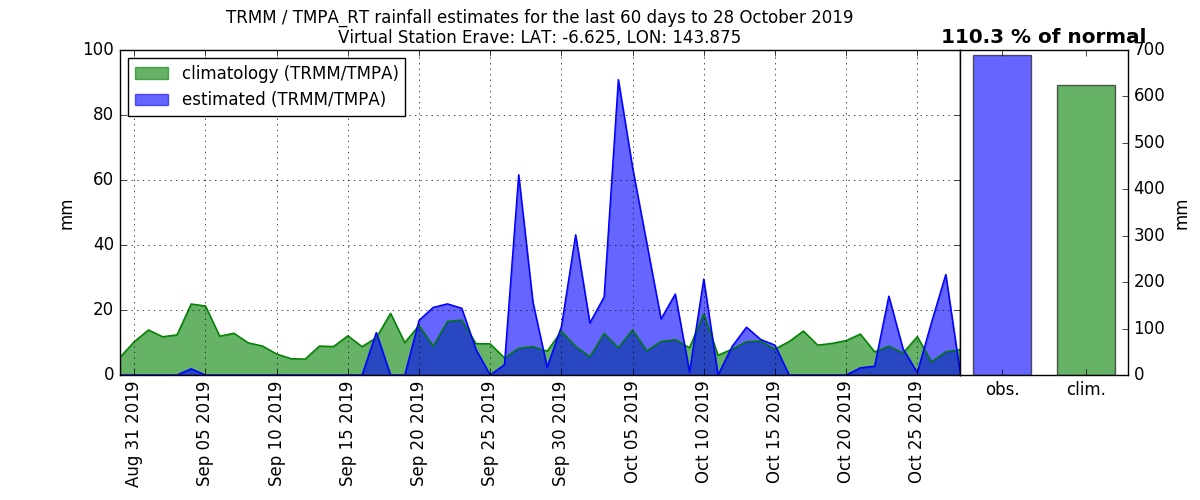 TRMM / TMPA_RT rainfall estimates for the last 60 days to 28 October 2019
Virtual Station Erave: LAT: -6.625, LON: 143.875
110.3 % of normal
climatology (TRMM/TMPA)
estimated (TRMM/TMPA)
100
80
60
40
20
0
mm
700
600
500
400
300
200
100
0
mm
Aug 31 2019
Sep 05 2019
Sep 10 2019
Sep 15 2019
Sep 20 2019
Sep 25 2019
Sep 30 2019
Oct 05 2019
Oct 10 2019
Oct 15 2019
Oct 20 2019
Oct 25 2019
obs.
clim.